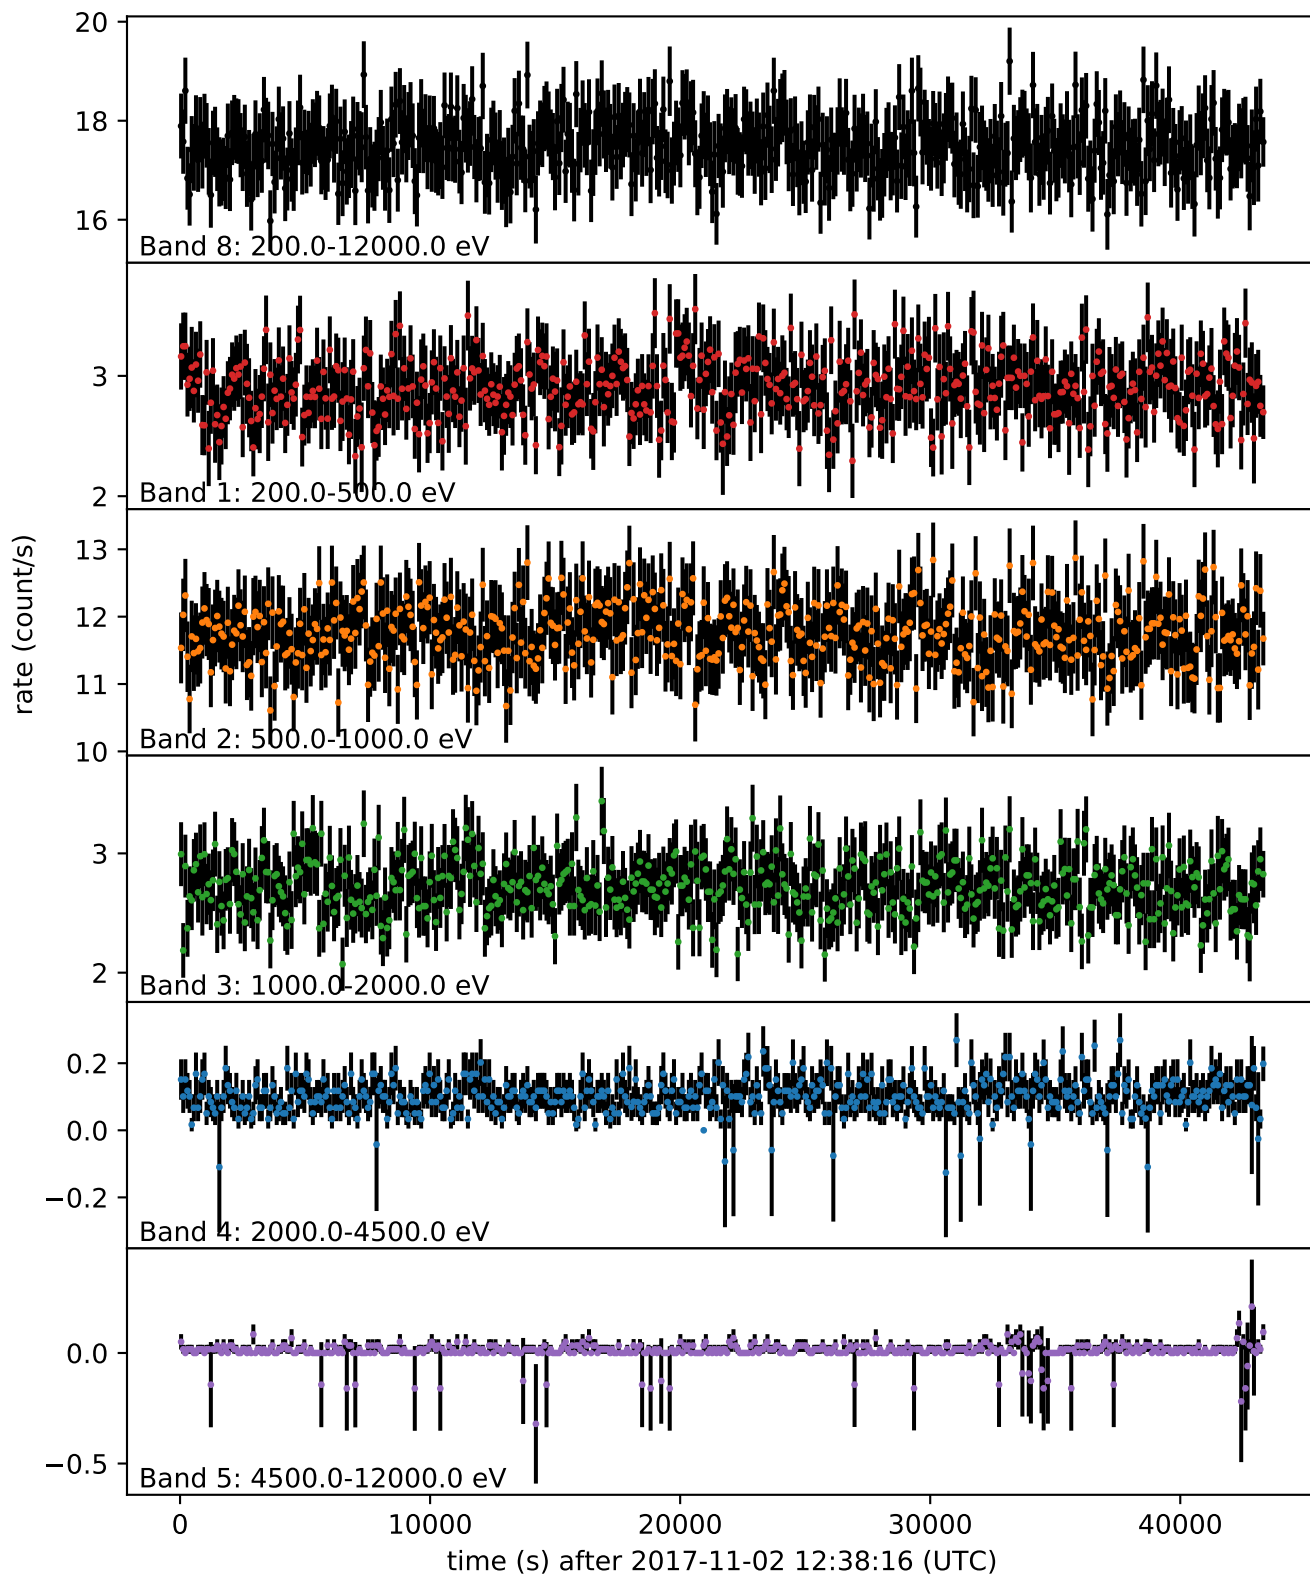 20
18
16
Band 8: 200.0-12000.0 eV
3
2
Band 1: 200.0-500.0 eV
rate (count/s)
13
12
11
10
Band 2: 500.0-1000.0 eV
3
2
Band 3: 1000.0-2000.0 eV
0.2
0.0
−0.2
Band 4: 2000.0-4500.0 eV
0.0
−0.5
Band 5: 4500.0-12000.0 eV
0 10000 20000 30000 40000
time (s) after 2017-11-02 12:38:16 (UTC)